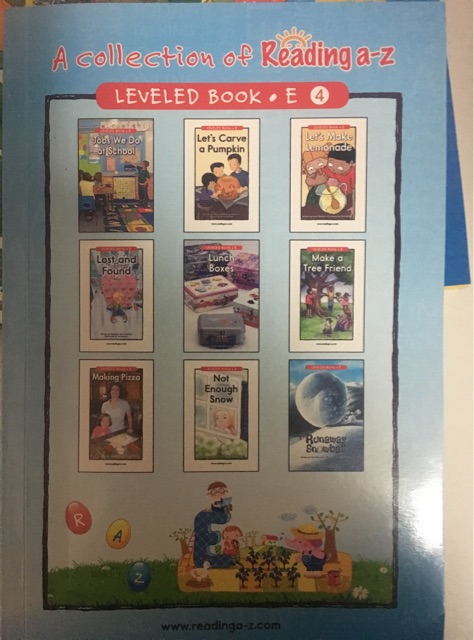 A collection of Reading a-z
LEVELED BOOK • E 4
Jobs We Do
at School
Let's Carve
a Pumpkin
Let's Make
Lemonade
Lost and
Found
Lunch
Boxes
Make a
Tree Friend
Making Pizza
Not
Enough
Snow
Runaway
Snowball
R
A
Z
E
www.readinga-z.com